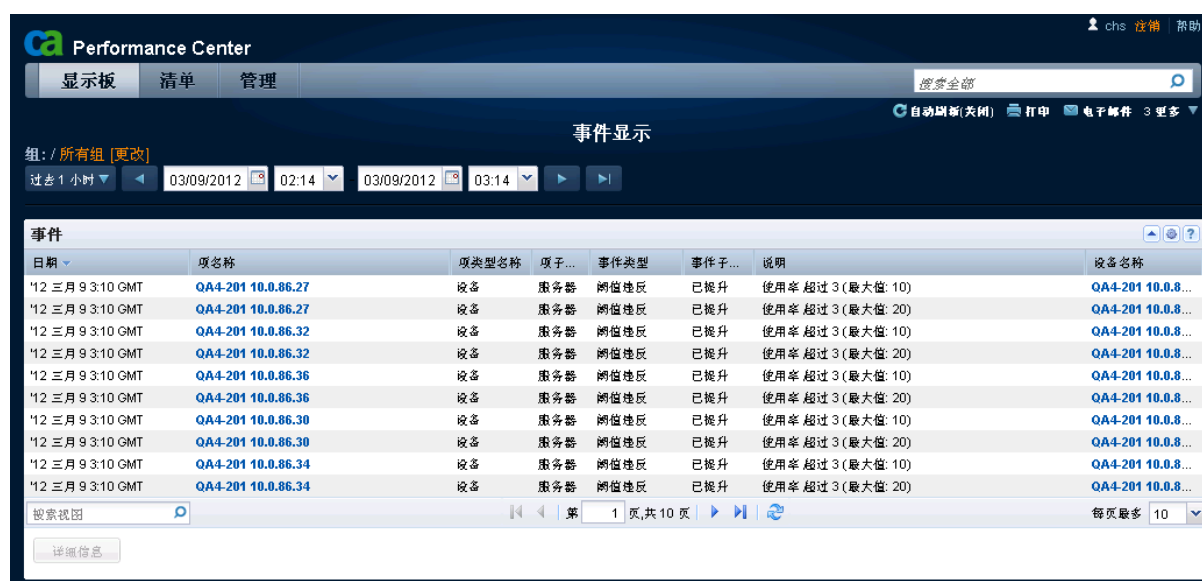 chs 注销 | 帮助
ca Performance Center
显示板 清单 管理
搜索全部
自动刷新(关闭) 打印 电子邮件 3 更多
事件显示
组: / 所有组 [更改]
过去 1 小时 03/09/2012 02:14 - 03/09/2012 03:14
事件
日期 项名称 项类型名称 项子... 事件类型 事件子... 说明 设备名称
'12 三月 9 3:10 GMT QA4-201 10.0.86.27 设备 服务器 阈值违反 已提升 使用率 超过 3 (最大值: 10) QA4-201 10.0.8...
'12 三月 9 3:10 GMT QA4-201 10.0.86.27 设备 服务器 阈值违反 已提升 使用率 超过 3 (最大值: 20) QA4-201 10.0.8...
'12 三月 9 3:10 GMT QA4-201 10.0.86.32 设备 服务器 阈值违反 已提升 使用率 超过 3 (最大值: 10) QA4-201 10.0.8...
'12 三月 9 3:10 GMT QA4-201 10.0.86.32 设备 服务器 阈值违反 已提升 使用率 超过 3 (最大值: 20) QA4-201 10.0.8...
'12 三月 9 3:10 GMT QA4-201 10.0.86.36 设备 服务器 阈值违反 已提升 使用率 超过 3 (最大值: 10) QA4-201 10.0.8...
'12 三月 9 3:10 GMT QA4-201 10.0.86.36 设备 服务器 阈值违反 已提升 使用率 超过 3 (最大值: 20) QA4-201 10.0.8...
'12 三月 9 3:10 GMT QA4-201 10.0.86.30 设备 服务器 阈值违反 已提升 使用率 超过 3 (最大值: 10) QA4-201 10.0.8...
'12 三月 9 3:10 GMT QA4-201 10.0.86.30 设备 服务器 阈值违反 已提升 使用率 超过 3 (最大值: 20) QA4-201 10.0.8...
'12 三月 9 3:10 GMT QA4-201 10.0.86.34 设备 服务器 阈值违反 已提升 使用率 超过 3 (最大值: 10) QA4-201 10.0.8...
'12 三月 9 3:10 GMT QA4-201 10.0.86.34 设备 服务器 阈值违反 已提升 使用率 超过 3 (最大值: 20) QA4-201 10.0.8...
搜索视图 第 1 页,共 10 页 每页最多 10
详细信息